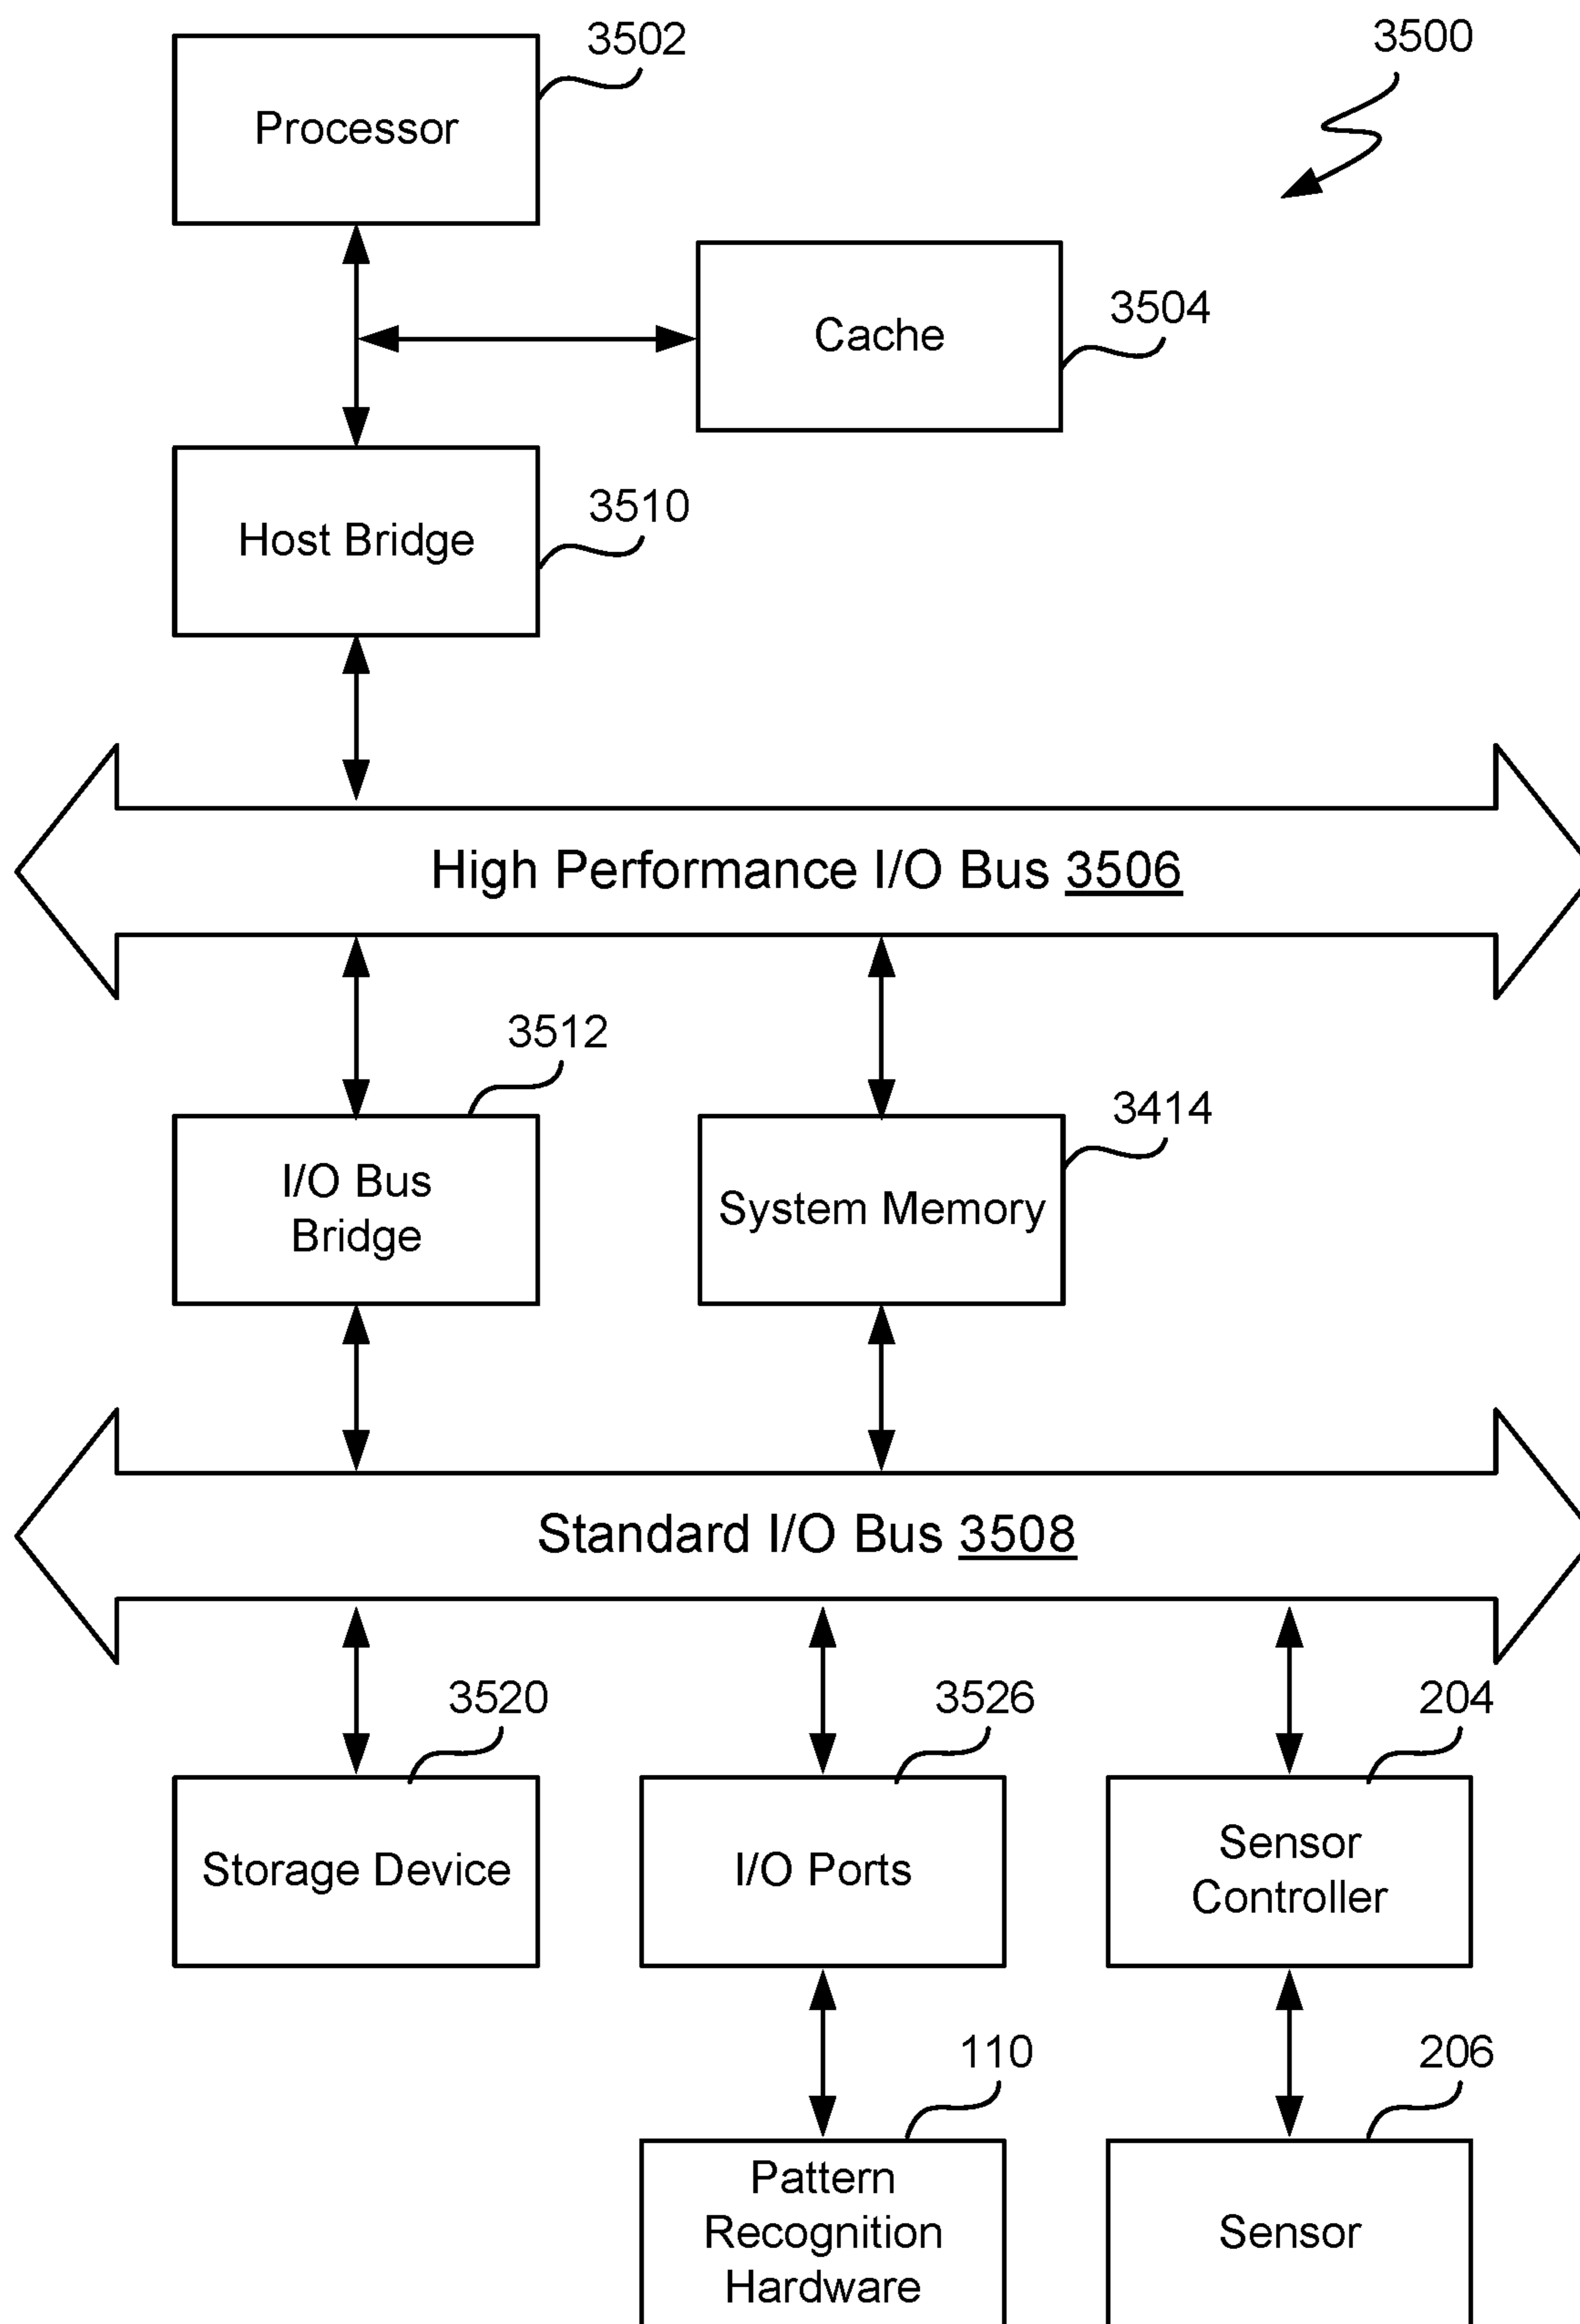 3502
3500
Processor
3504
Cache
3510
Host Bridge
High Performance I/O Bus 3506
3512
3414
I/O Bus
Bridge
System Memory
Standard I/O Bus 3508
3520
3526
204
Storage Device
I/O Ports
Sensor
Controller
110
206
Pattern
Recognition
Hardware
Sensor